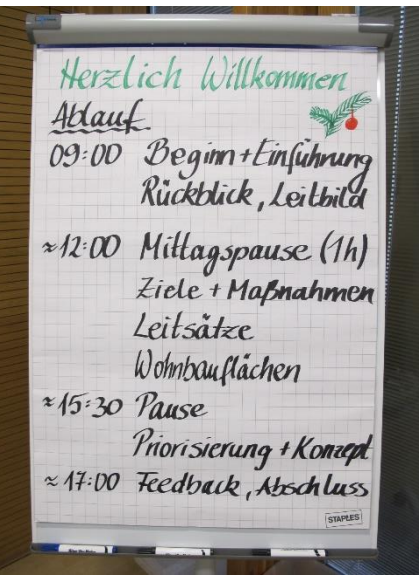 Herzlich Willkommen
Ablauf
09:00 Beginn + Einführung
Rückblick, Leitbild
≈12:00 Mittagspause (1h)
Ziele + Maßnahmen
Leitsätze
Wohnbauflächen
≈15:30 Pause
Priorisierung + Konzept
≈17:00 Feedback, Abschluss
STAPLES